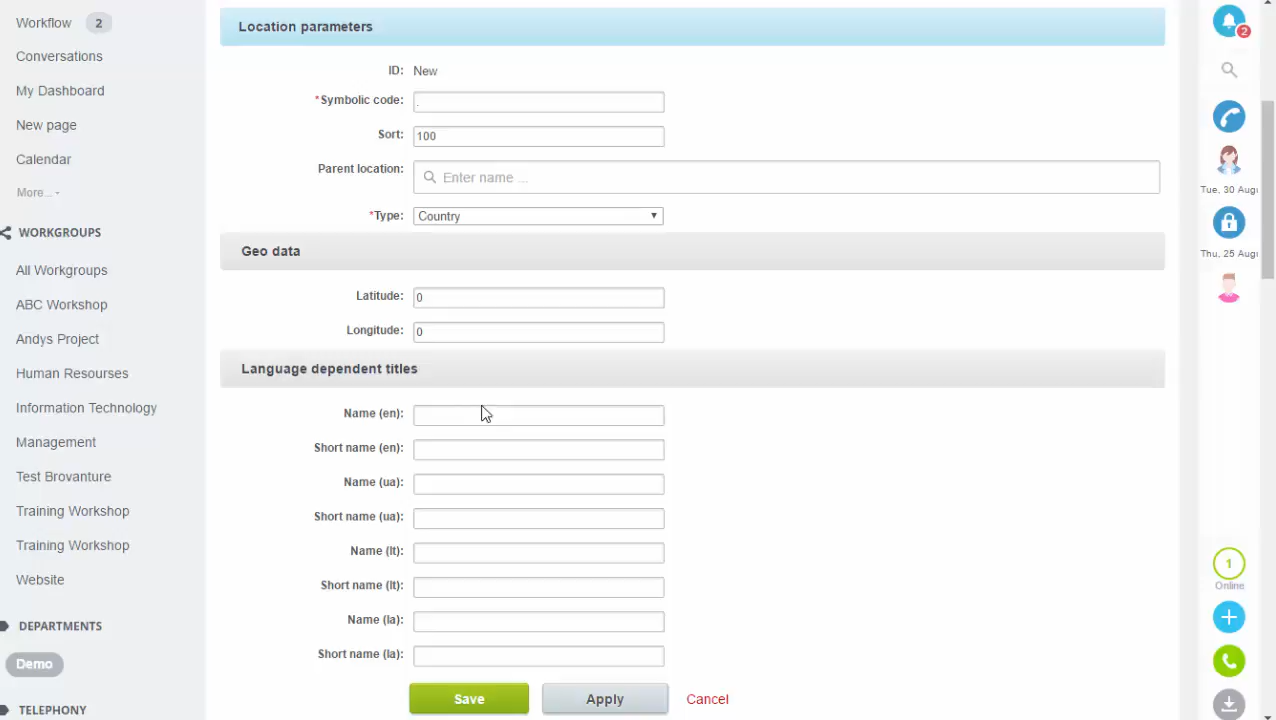 Workflow 2
Conversations
My Dashboard
New page
Calendar
More...
WORKGROUPS
All Workgroups
ABC Workshop
Andys Project
Human Resourses
Information Technology
Management
Test Brovanture
Training Workshop
Training Workshop
Website
DEPARTMENTS
Demo
TELEPHONY
Location parameters
ID: New
*Symbolic code: .
Sort: 100
Parent location: Enter name ...
*Type: Country
Geo data
Latitude: 0
Longitude: 0
Language dependent titles
Name (en):
Short name (en):
Name (ua):
Short name (ua):
Name (lt):
Short name (lt):
Name (la):
Short name (la):
Save Apply Cancel
2
Tue, 30 Augu
Thu, 25 Augu
1
Online